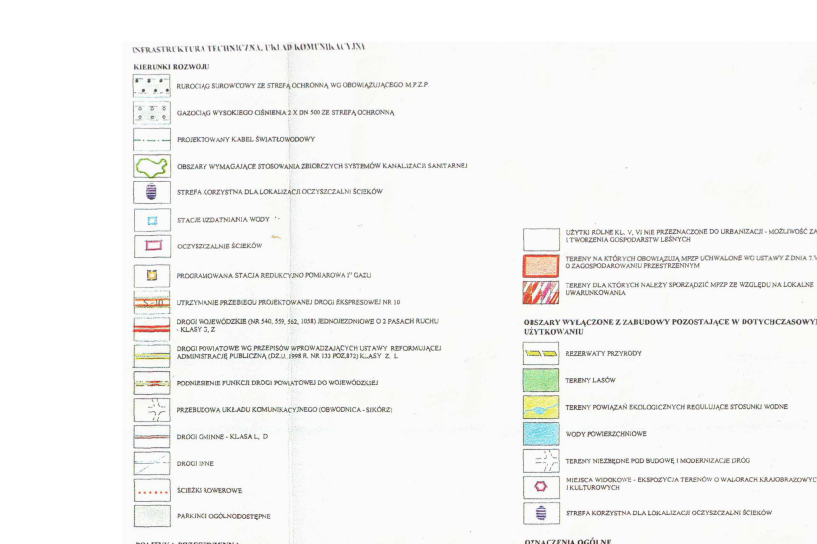 INFRASTRUKTURA TECHNICZNA, UKŁAD KOMUNIKACYJNY
KIERUNKI ROZWOJU
RUROCIĄG SUROWCOWY ZE STREFĄ OCHRONNĄ WG OBOWIĄZUJĄCEGO M.P.Z.P.
GAZOCIĄG WYSOKIEGO CIŚNIENIA 2 X DN 500 ZE STREFĄ OCHRONNĄ
PROJEKTOWANY KABEL ŚWIATŁOWODOWY
OBSZARY WYMAGAJĄCE STOSOWANIA ZBIORCZYCH SYSTEMÓW KANALIZACJI SANITARNEJ
STREFA KORZYSTNA DLA LOKALIZACJI OCZYSZCZALNI ŚCIEKÓW
STACJE UZDATNIANIA WODY
OCZYSZCZALNIE ŚCIEKÓW
PROGRAMOWANA STACJA REDUKCYJNO POMIAROWA I° GAZU
UTRZYMANIE PRZEBIEGU PROJEKTOWANEJ DROGI EKSPRESOWEJ NR 10
DROGI WOJEWÓDZKIE (NR 540, 559, 562, 1058) JEDNOJEZDNIOWE O 2 PASACH RUCHU
- KLASY G, Z
DROGI POWIATOWE WG PRZEPISÓW WPROWADZAJĄCYCH USTAWY REFORMUJĄCEJ
ADMINISTRACJĘ PUBLICZNĄ (DZ.U. 1998 R. NR 133 POZ.872) KLASY Z, L
PODNIESIENIE FUNKCJI DROGI POWIATOWEJ DO WOJEWÓDZKIEJ
PRZEBUDOWA UKŁADU KOMUNIKACYJNEGO (OBWODNICA - SIKÓRZ)
DROGI GMINNE - KLASA L, D
DROGI INNE
ŚCIEŻKI ROWEROWE
PARKINGI OGÓLNODOSTĘPNE
UŻYTKI ROLNE KL. V, VI NIE PRZEZNACZONE DO URBANIZACJI - MOŻLIWOŚĆ ZA
I TWORZENIA GOSPODARSTW LEŚNYCH
TERENY NA KTÓRYCH OBOWIĄZUJĄ MPZP UCHWALONE WG USTAWY Z DNIA 7.
O ZAGOSPODAROWANIU PRZESTRZENNYM
TERENY DLA KTÓRYCH NALEŻY SPORZĄDZIĆ MPZP ZE WZGLĘDU NA LOKALNE
UWARUNKOWANIA
OBSZARY WYŁĄCZONE Z ZABUDOWY POZOSTAJĄCE W DOTYCHCZASOWY
UŻYTKOWANIU
REZERWATY PRZYRODY
TERENY LASÓW
TERENY POWIĄZAŃ EKOLOGICZNYCH REGULUJĄCE STOSUNKI WODNE
WODY POWIERZCHNIOWE
TERENY NIEZBĘDNE POD BUDOWĘ I MODERNIZACJE DRÓG
MIEJSCA WIDOKOWE - EKSPOZYCJA TERENÓW O WALORACH KRAJOBRAZOWYC
I KULTUROWYCH
STREFA KORZYSTNA DLA LOKALIZACJI OCZYSZCZALNI ŚCIEKÓW
OZNACZENIA OGÓLNE